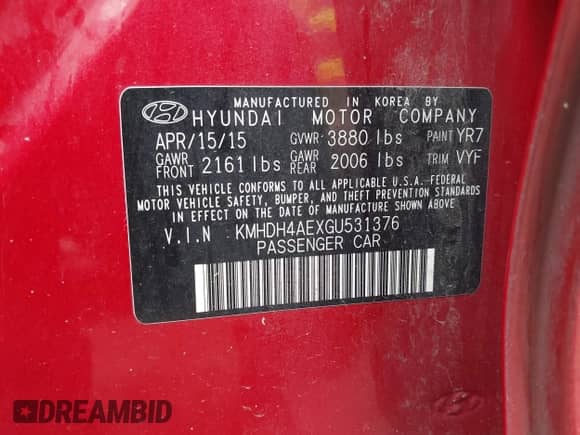 MANUFACTURED IN KOREA BY
HYUNDAI MOTOR COMPANY
APR/15/15 GVWR 3880 lbs PAINT YR7
GAWR FRONT 2161 lbs GAWR REAR 2006 lbs TRIM VYF
THIS VEHICLE CONFORMS TO ALL APPLICABLE U.S.A. FEDERAL
MOTOR VEHICLE SAFETY, BUMPER, AND THEFT PREVENTION STANDARDS
IN EFFECT ON THE DATE OF MANUFACTURE SHOWN ABOVE
V.I.N KMHDH4AEXGU531376
PASSENGER CAR
DREAMBID